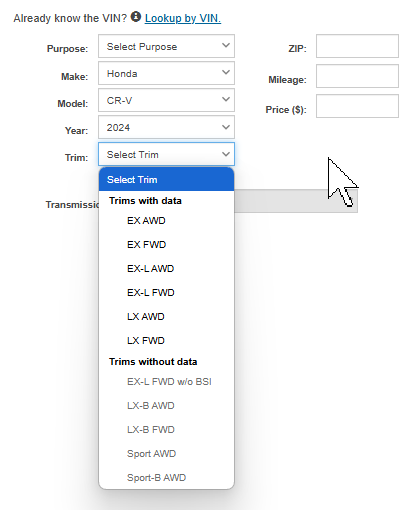 Already know the VIN? Lookup by VIN.
Purpose: Select Purpose ZIP:
Make: Honda Mileage:
Model: CR-V Price ($):
Year: 2024
Trim: Select Trim
Select Trim
Trims with data
EX AWD
EX FWD
EX-L AWD
EX-L FWD
LX AWD
LX FWD
Trims without data
EX-L FWD w/o BSI
LX-B AWD
LX-B FWD
Sport AWD
Sport-B AWD
Transmissio